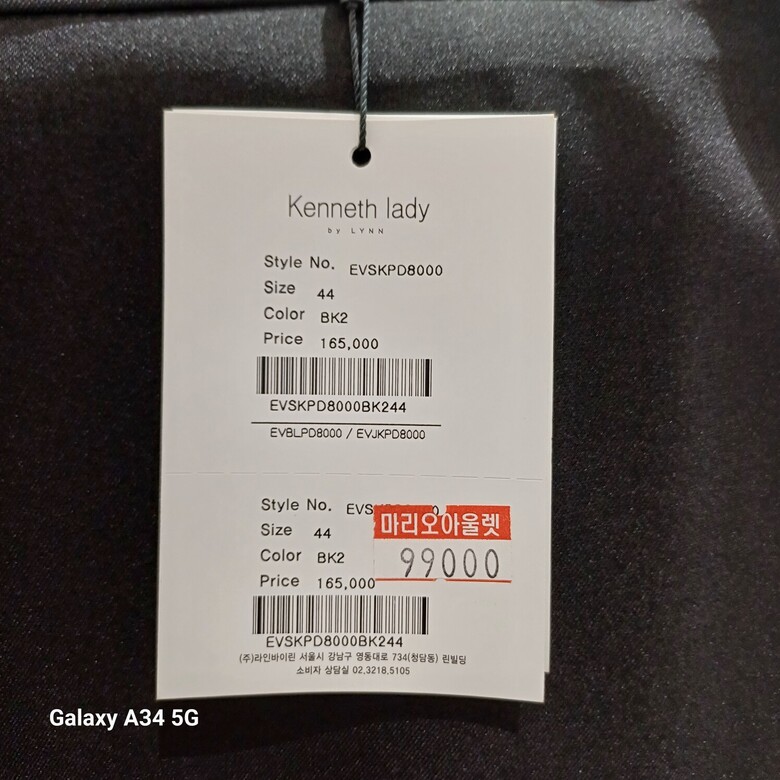 Kenneth lady
by LYNN
Style No. EVSKPD8000
Size 44
Color BK2
Price 165,000
EVSKPD8000BK244
EVBLPD8000 / EVJKPD8000
Style No. EVS
마리오아울렛
Size 44
99000
Color BK2
Price 165,000
EVSKPD8000BK244
(주)라인바이린 서울시 강남구 영동대로 734(청담동) 린빌딩
소비자 상담실 02.3218.5105
Galaxy A34 5G